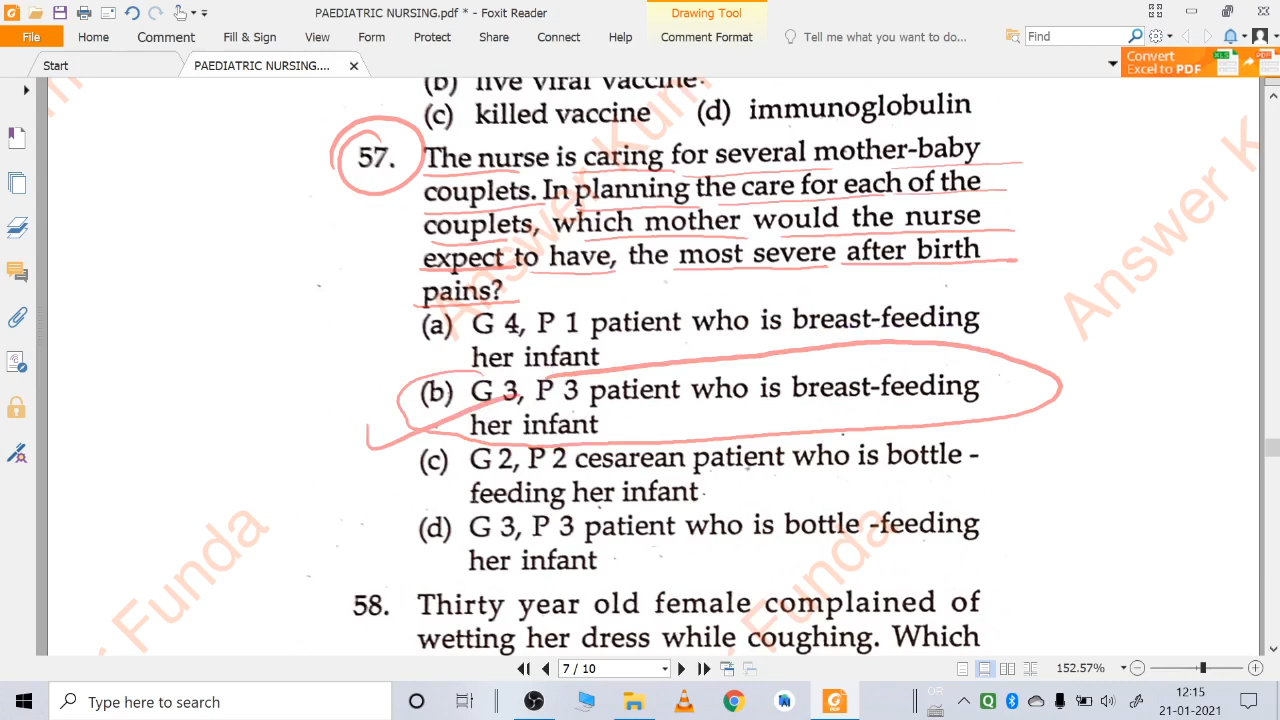 PAEDIATRIC NURSING.pdf * - Foxit Reader
Drawing Tool
File Home Comment Fill & Sign View Form Protect Share Connect Help Comment Format Tell me what you want to do... Find
Start PAEDIATRIC NURSING....
Convert
Excel to PDF
(b) live viral vaccine
(c) killed vaccine (d) immunoglobulin
57. The nurse is caring for several mother-baby
couplets. In planning the care for each of the
couplets, which mother would the nurse
expect to have, the most severe after birth
pains?
(a) G 4, P 1 patient who is breast-feeding
her infant
(b) G 3, P 3 patient who is breast-feeding
her infant
(c) G 2, P 2 cesarean patient who is bottle -
feeding her infant
(d) G 3, P 3 patient who is bottle -feeding
her infant
58. Thirty year old female complained of
wetting her dress while coughing. Which
Answer K
Funda
Funda
7 / 10
152.57%
Type here to search
12:15
21-01-2021